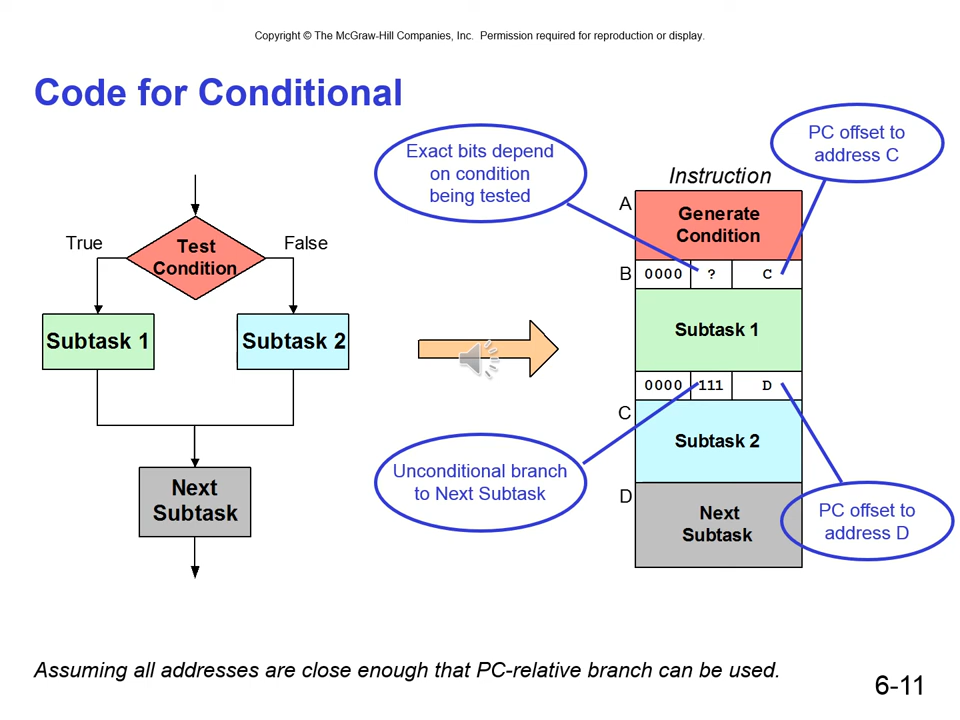 Copyright © The McGraw-Hill Companies, Inc. Permission required for reproduction or display.
Code for Conditional
True
Test
Condition
False
Subtask 1
Subtask 2
Next
Subtask
Exact bits depend
on condition
being tested
PC offset to
address C
Instruction
A
Generate
Condition
B
0000 ? C
Subtask 1
0000 111 D
C
Subtask 2
Unconditional branch
to Next Subtask
D
Next
Subtask
PC offset to
address D
Assuming all addresses are close enough that PC-relative branch can be used.
6-11